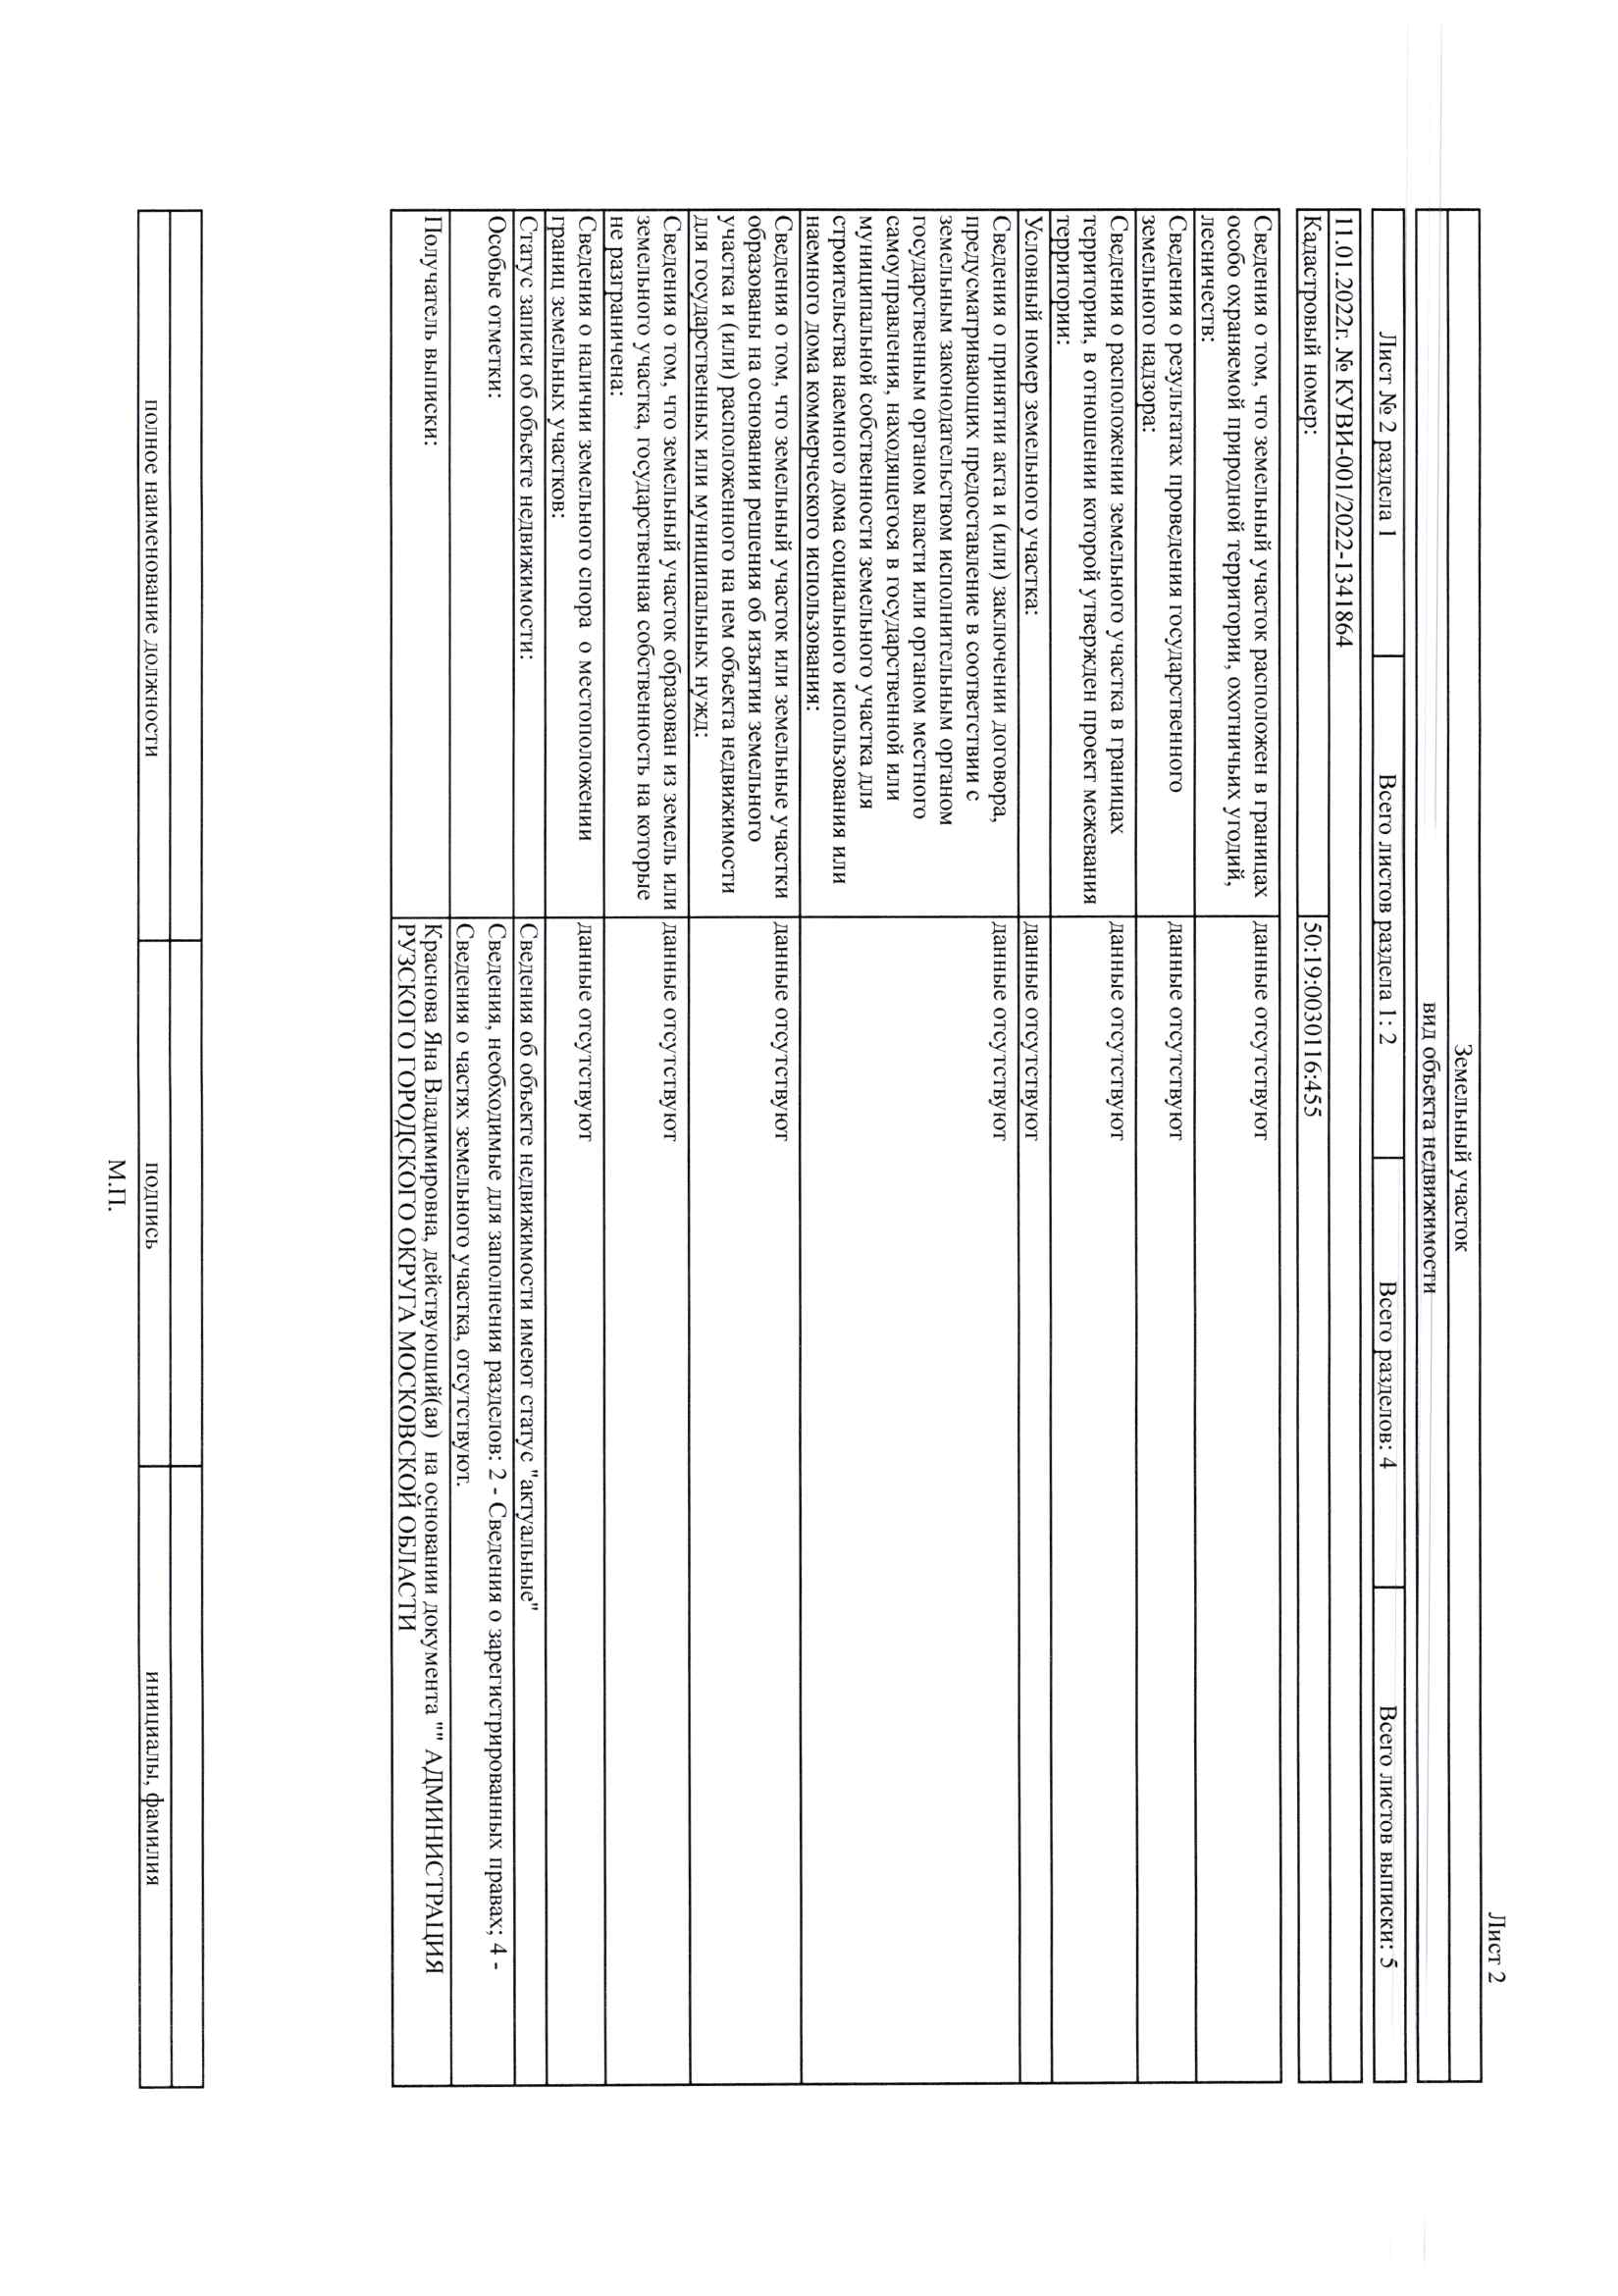 Лист 2
Земельный участок
вид объекта недвижимости
Лист № 2 раздела 1
Всего листов раздела 1: 2
Всего разделов: 4
Всего листов выписки: 5
11.01.2022г. № КУВИ-001/2022-1341864
Кадастровый номер:
50:19:0030116:455
Сведения о том, что земельный участок расположен в границах
особо охраняемой природной территории, охотничьих угодий,
лесничеств:
данные отсутствуют
Сведения о результатах проведения государственного
земельного надзора:
данные отсутствуют
Сведения о расположении земельного участка в границах
территории, в отношении которой утвержден проект межевания
территории:
данные отсутствуют
Условный номер земельного участка:
данные отсутствуют
Сведения о принятии акта и (или) заключении договора,
предусматривающих предоставление в соответствии с
земельным законодательством исполнительным органом
государственным органом власти или органом местного
самоуправления, находящегося в государственной или
муниципальной собственности земельного участка для
строительства наемного дома социального использования или
наемного дома коммерческого использования:
данные отсутствуют
Сведения о том, что земельный участок или земельные участки
образованы на основании решения об изъятии земельного
участка и (или) расположенного на нем объекта недвижимости
для государственных или муниципальных нужд:
данные отсутствуют
Сведения о том, что земельный участок образован из земель или
земельного участка, государственная собственность на которые
не разграничена:
данные отсутствуют
Сведения о наличии земельного спора о местоположении
границ земельных участков:
данные отсутствуют
Статус записи об объекте недвижимости:
Сведения об объекте недвижимости имеют статус "актуальные"
Особые отметки:
Сведения, необходимые для заполнения разделов: 2 - Сведения о зарегистрированных правах; 4 -
Сведения о частях земельного участка, отсутствуют.
Получатель выписки:
Краснова Яна Владимировна, действующий(ая) на основании документа "" АДМИНИСТРАЦИЯ
РУЗСКОГО ГОРОДСКОГО ОКРУГА МОСКОВСКОЙ ОБЛАСТИ
полное наименование должности
подпись
инициалы, фамилия
М.П.